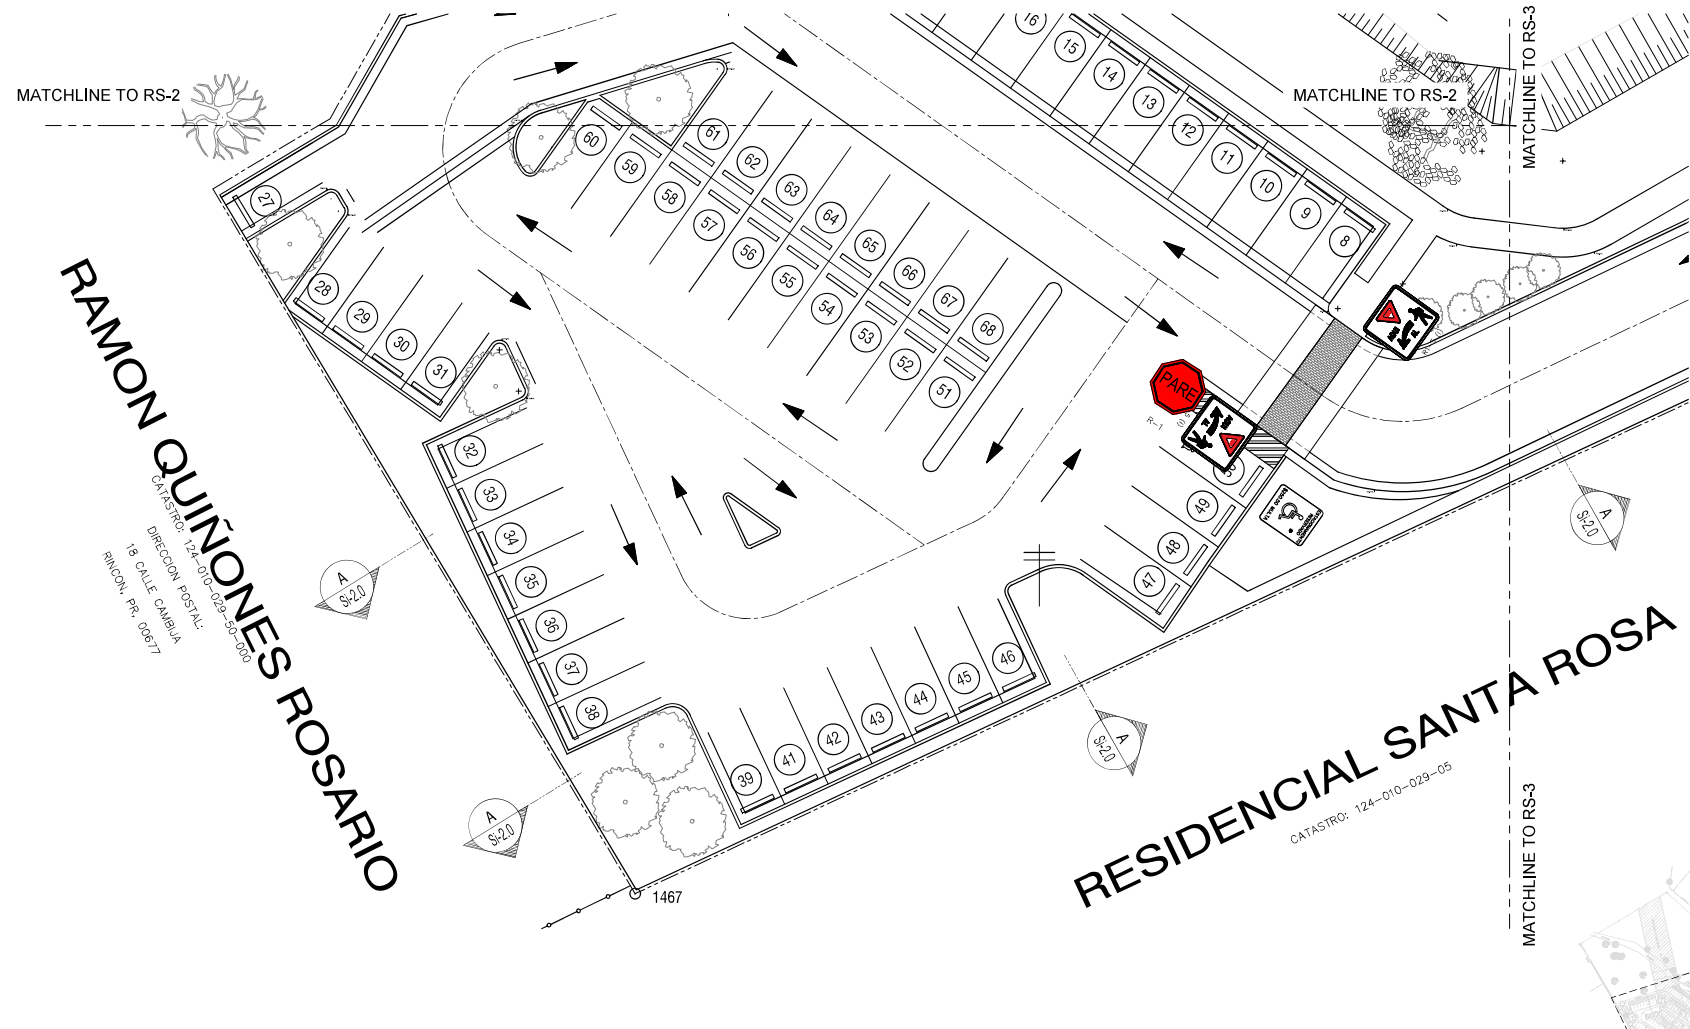 MATCHLINE TO RS-3
MATCHLINE TO RS-2
MATCHLINE TO RS-2
16
15
14
13
12
11
10
9
8
60
59
58
57
56
55
54
53
52
51
61
62
63
64
65
66
67
68
27
28
29
30
31
32
33
34
35
36
37
38
39
41
42
43
44
45
46
47
48
49
PARE
R-1
RAMON QUIÑONES ROSARIO
CATASTRO: 124-010-029-50-000
DIRECCION POSTAL:
18 CALLE CAMBIJA
RINCON, PR, 00677
A
SI-2.0
A
SI-2.0
A
SI-2.0
A
SI-2.0
1467
RESIDENCIAL SANTA ROSA
CATASTRO: 124-010-029-05
MATCHLINE TO RS-3